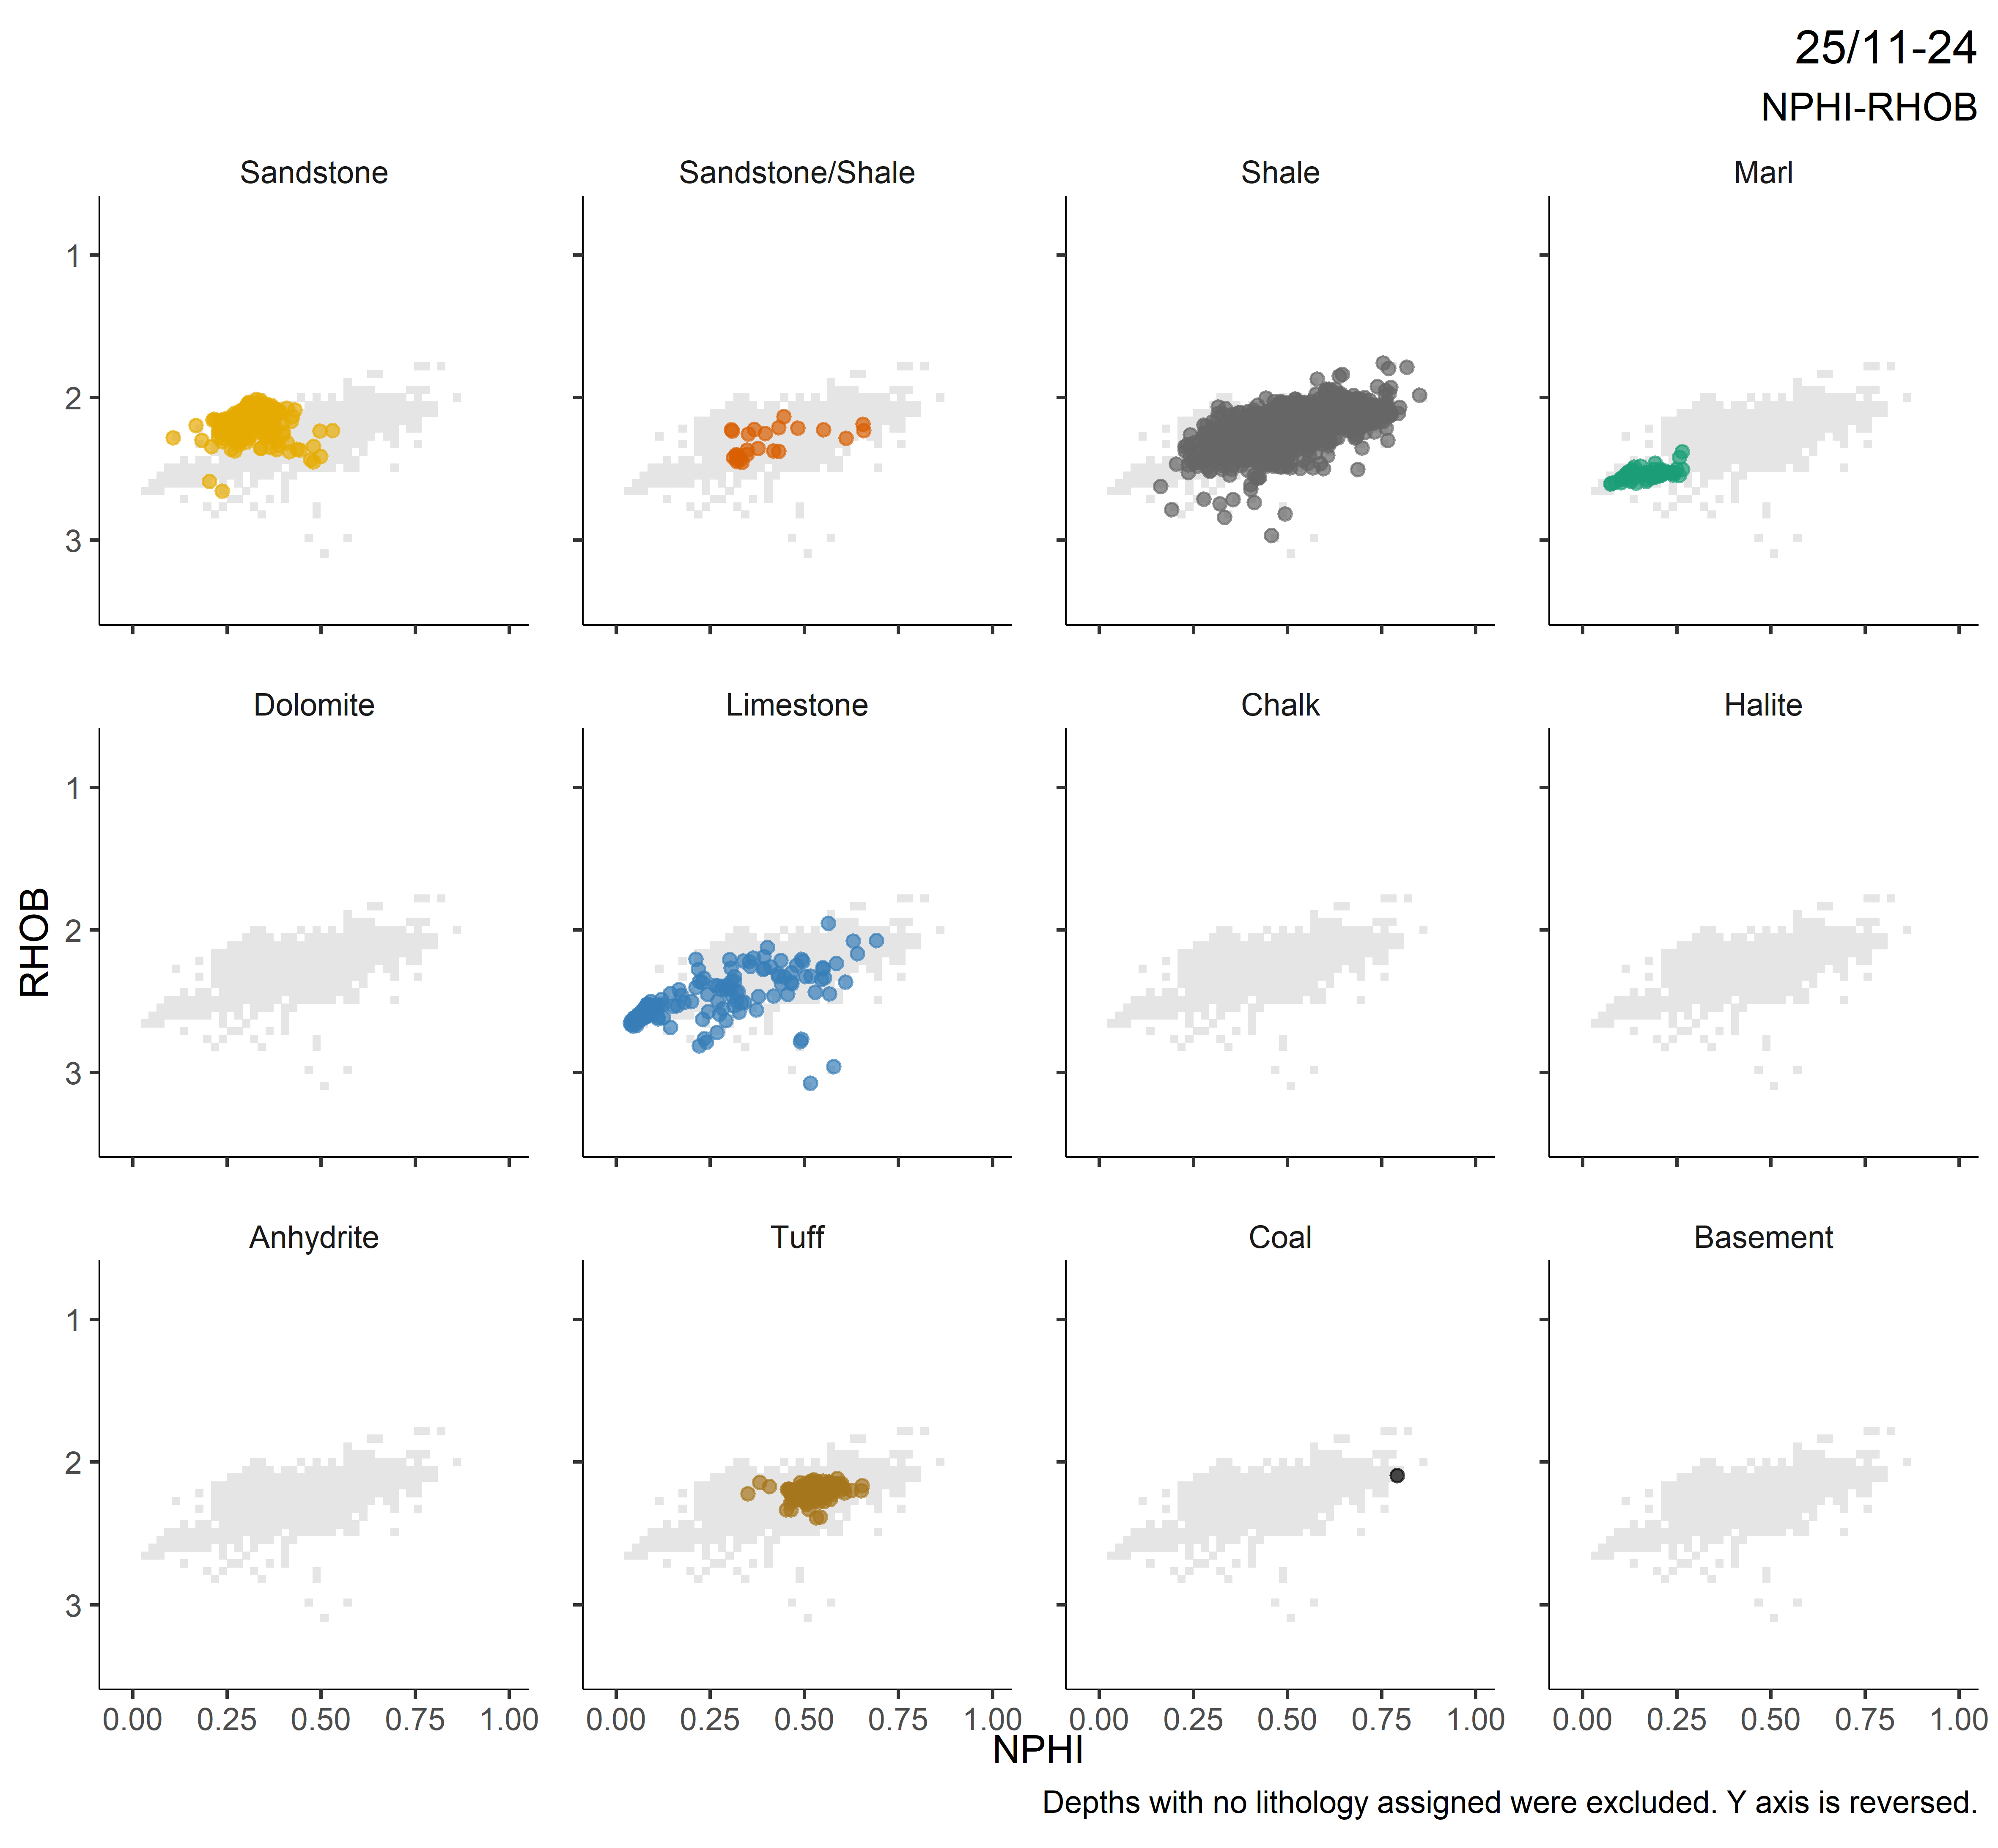 25/11-24
NPHI-RHOB
Sandstone Sandstone/Shale Shale Marl
1
2
3
Dolomite Limestone Chalk Halite
RHOB
1
2
3
Anhydrite Tuff Coal Basement
1
2
3
0.00 0.25 0.50 0.75 1.00 0.00 0.25 0.50 0.75 1.00 0.00 0.25 0.50 0.75 1.00 0.00 0.25 0.50 0.75 1.00
NPHI
Depths with no lithology assigned were excluded. Y axis is reversed.